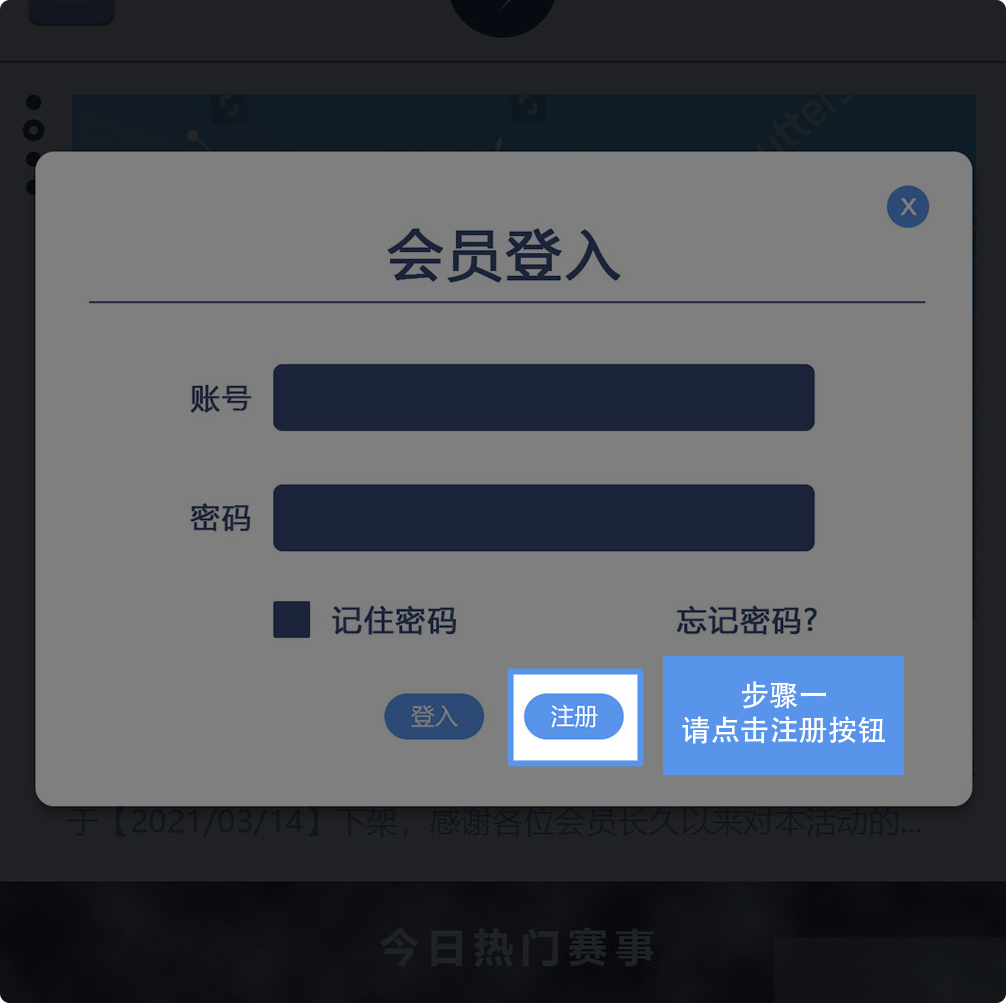 X
会员登入
账号
密码
记住密码
忘记密码?
登入
注册
步骤一
请点击注册按钮
于【2021/03/14】下架，感谢各位会员长久以来对本活动的...
今日热门赛事